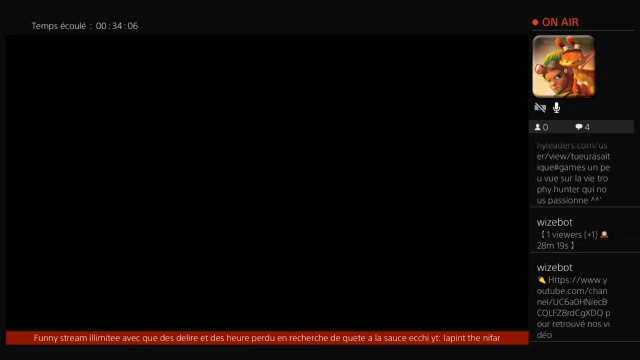 Temps écoulé : 00:34:06
ON AIR
0 4
hyleaders.com/us
er/view/tueurasait
ique#games un pe
u vue sur la vie tro
phy hunter qui no
us passionne ^^'
wizebot
[ 1 viewers (+1)
28m 19s ]
wizebot
Https://www.y
outube.com/chan
nel/UC6a0HNiecB
CQLFZBrdCgXDQ p
our retrouvé nos vi
déo
Funny stream illimitee avec que des delire et des heure perdu en recherche de quete a la sauce ecchi yt: lapint the nifar